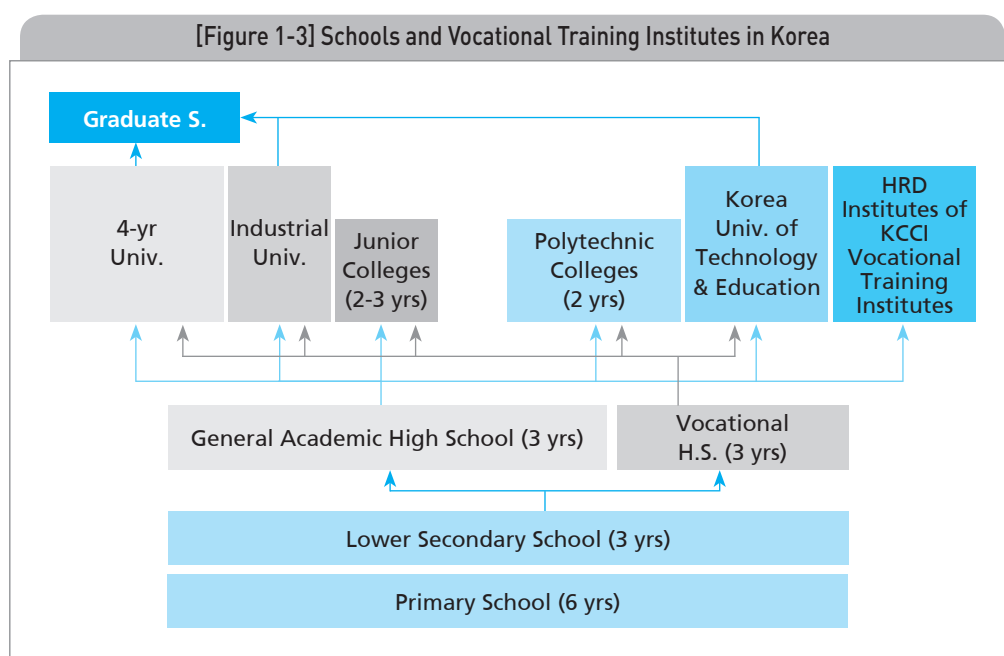 [Figure 1-3] Schools and Vocational Training Institutes in Korea
Graduate S.
4-yr
Univ.
Industrial
Univ.
Junior
Colleges
(2-3 yrs)
Polytechnic
Colleges
(2 yrs)
Korea
Univ. of
Technology
& Education
HRD
Institutes of
KCCI
Vocational
Training
Institutes
General Academic High School (3 yrs)
Vocational
H.S. (3 yrs)
Lower Secondary School (3 yrs)
Primary School (6 yrs)